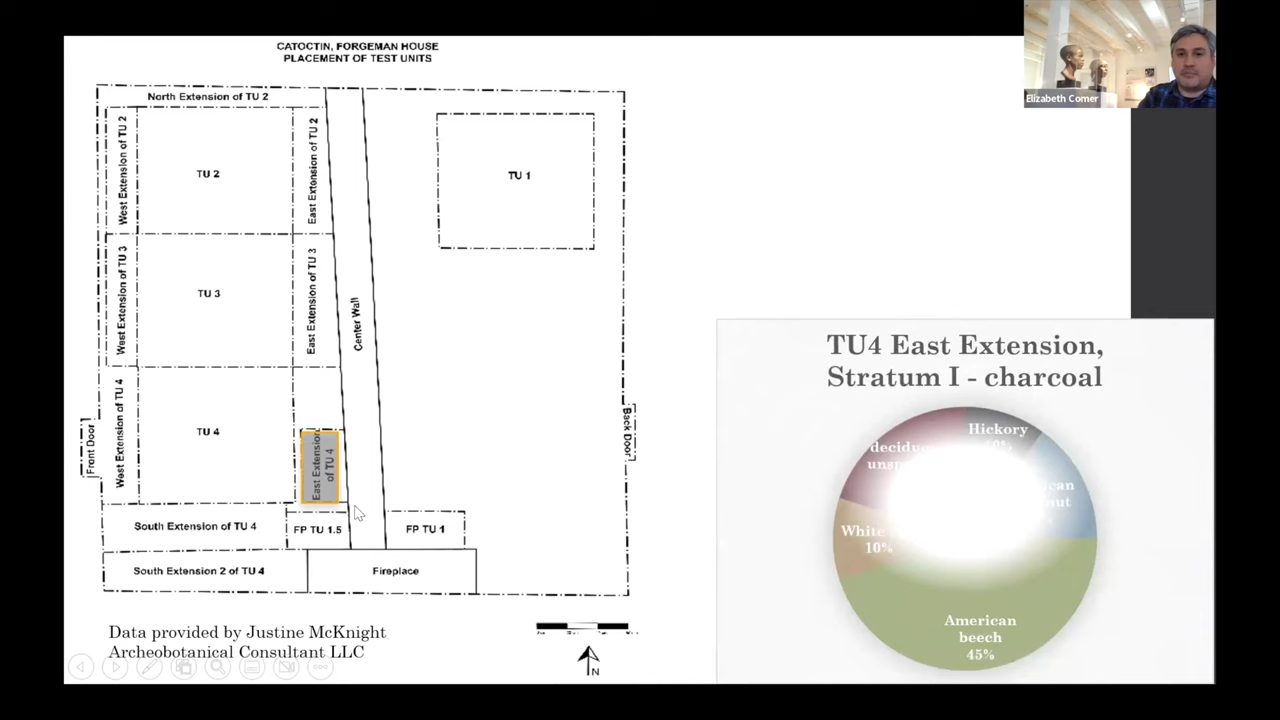 CATOCTIN, FORGEMAN HOUSE
PLACEMENT OF TEST UNITS
North Extension of TU 2
West Extension of TU 2
TU 2
East Extension of TU 2
TU 1
West Extension of TU 3
TU 3
East Extension of TU 3
Center Wall
Front Door
West Extension of TU 4
TU 4
East Extension
of TU 4
Back Door
South Extension of TU 4
FP TU 1.5
FP TU 1
South Extension 2 of TU 4
Fireplace
Data provided by Justine McKnight
Archeobotanical Consultant LLC
N
Elizabeth Comer
TU4 East Extension,
Stratum I - charcoal
Hickory
White
10%
American
beech
45%